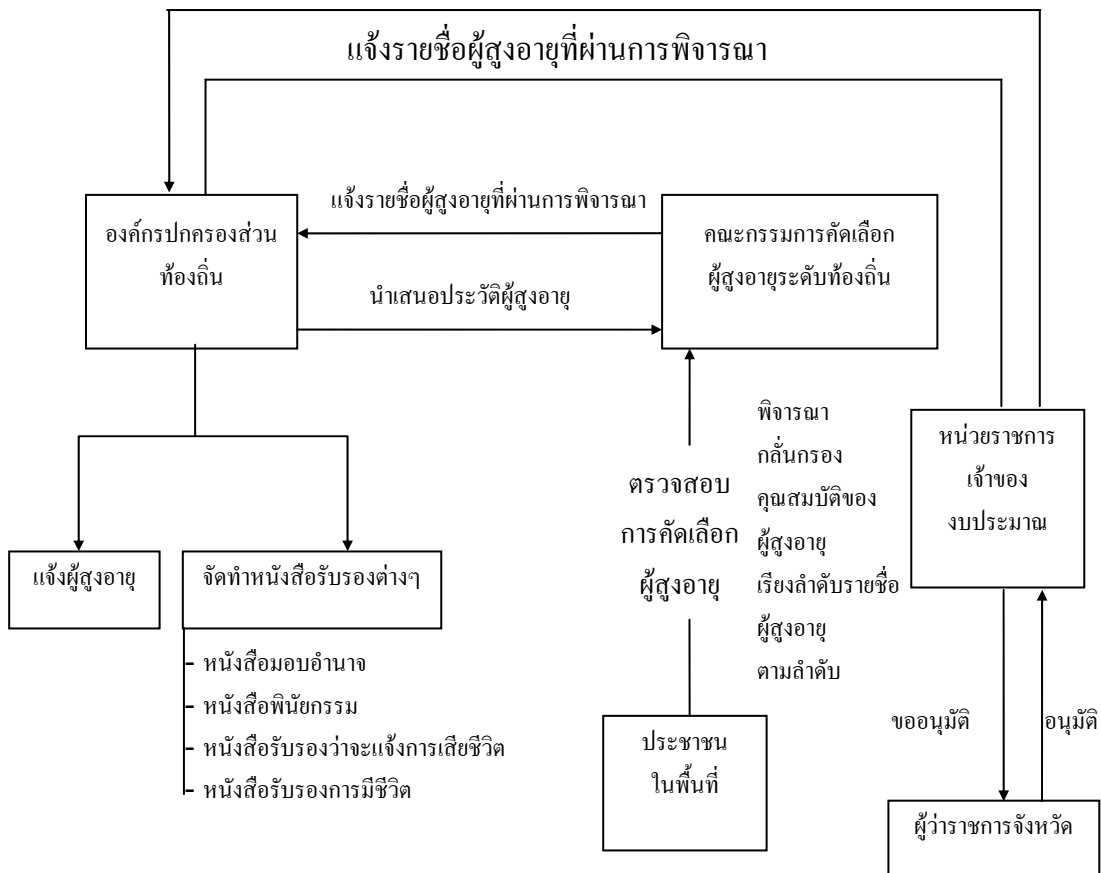 แจ้งรายชื่อผู้สูงอายุที่ผ่านการพิจารณา
องค์กรปกครองส่วน
ท้องถิ่น
แจ้งรายชื่อผู้สูงอายุที่ผ่านการพิจารณา
นำเสนอประวัติผู้สูงอายุ
คณะกรรมการคัดเลือก
ผู้สูงอายุระดับท้องถิ่น
ตรวจสอบ
การคัดเลือก
ผู้สูงอายุ
พิจารณา
กลั่นกรอง
คุณสมบัติของ
ผู้สูงอายุ
เรียงลำดับรายชื่อ
ผู้สูงอายุ
ตามลำดับ
หน่วยราชการ
เจ้าของ
งบประมาณ
แจ้งผู้สูงอายุ
จัดทำหนังสือรับรองต่างๆ
- หนังสือมอบอำนาจ
- หนังสือพินัยกรรม
- หนังสือรับรองว่าจะแจ้งการเสียชีวิต
- หนังสือรับรองการมีชีวิต
ประชาชน
ในพื้นที่
ขออนุมัติ
อนุมัติ
ผู้ว่าราชการจังหวัด